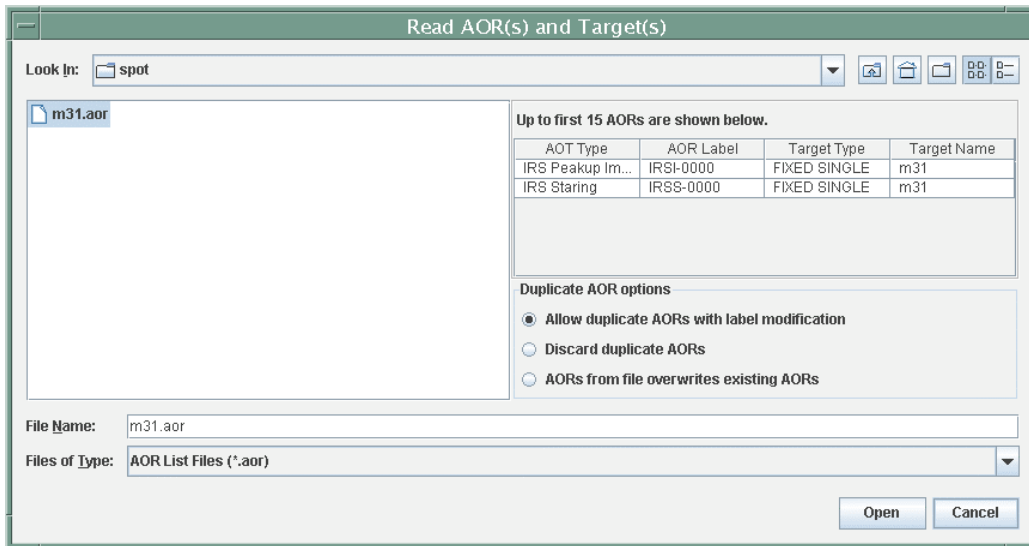 Read AOR(s) and Target(s)
Look In: spot
m31.aor
Up to first 15 AORs are shown below.
AOT Type AOR Label Target Type Target Name
IRS Peakup Im... IRSI-0000 FIXED SINGLE m31
IRS Staring IRSS-0000 FIXED SINGLE m31
Duplicate AOR options
Allow duplicate AORs with label modification
Discard duplicate AORs
AORs from file overwrites existing AORs
File Name: m31.aor
Files of Type: AOR List Files (*.aor)
Open Cancel